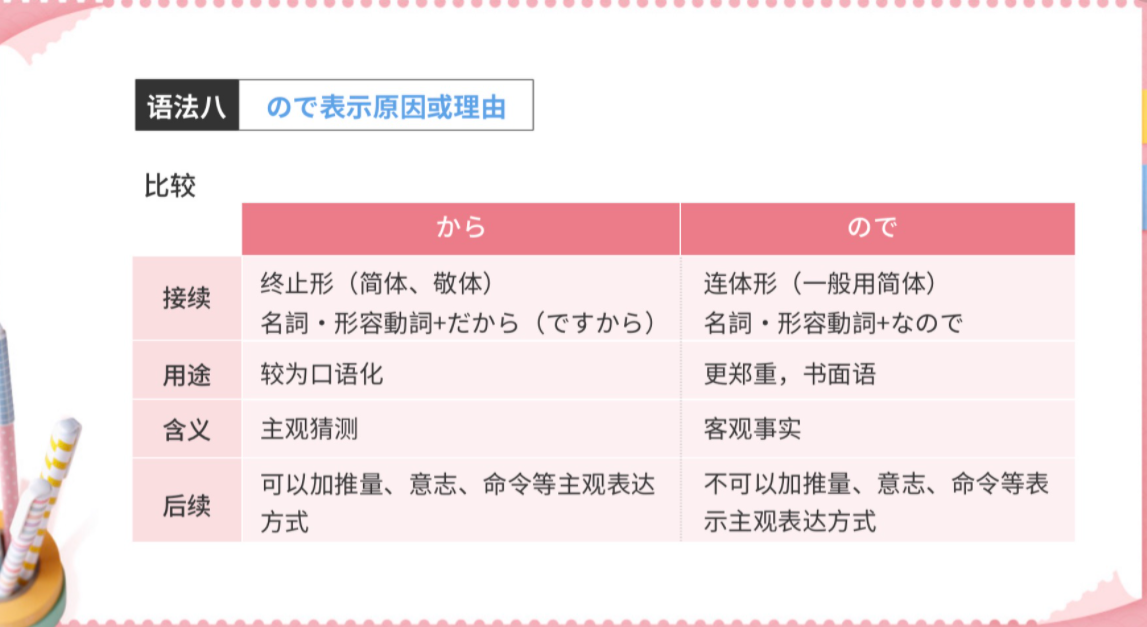 语法八 ので表示原因或理由
比较
から ので
接续 终止形（简体、敬体） 连体形（一般用简体）
名詞・形容動詞+だから（ですから） 名詞・形容動詞+なので
用途 较为口语化 更郑重，书面语
含义 主观猜测 客观事实
后续 可以加推量、意志、命令等主观表达 不可以加推量、意志、命令等表
方式 示主观表达方式